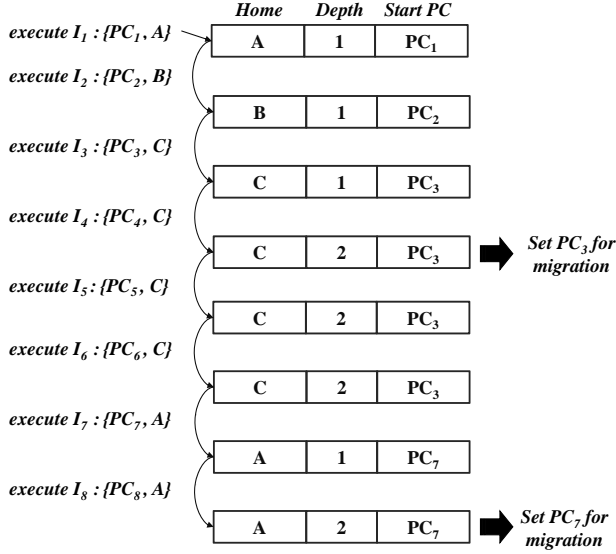 Home Depth Start PC
execute I₁ : {PC₁, A}
A 1 PC₁
execute I₂ : {PC₂, B}
B 1 PC₂
execute I₃ : {PC₃, C}
C 1 PC₃
execute I₄ : {PC₄, C}
C 2 PC₃
Set PC₃ for
migration
execute I₅ : {PC₅, C}
C 2 PC₃
execute I₆ : {PC₆, C}
C 2 PC₃
execute I₇ : {PC₇, A}
A 1 PC₇
execute I₈ : {PC₈, A}
A 2 PC₇
Set PC₇ for
migration